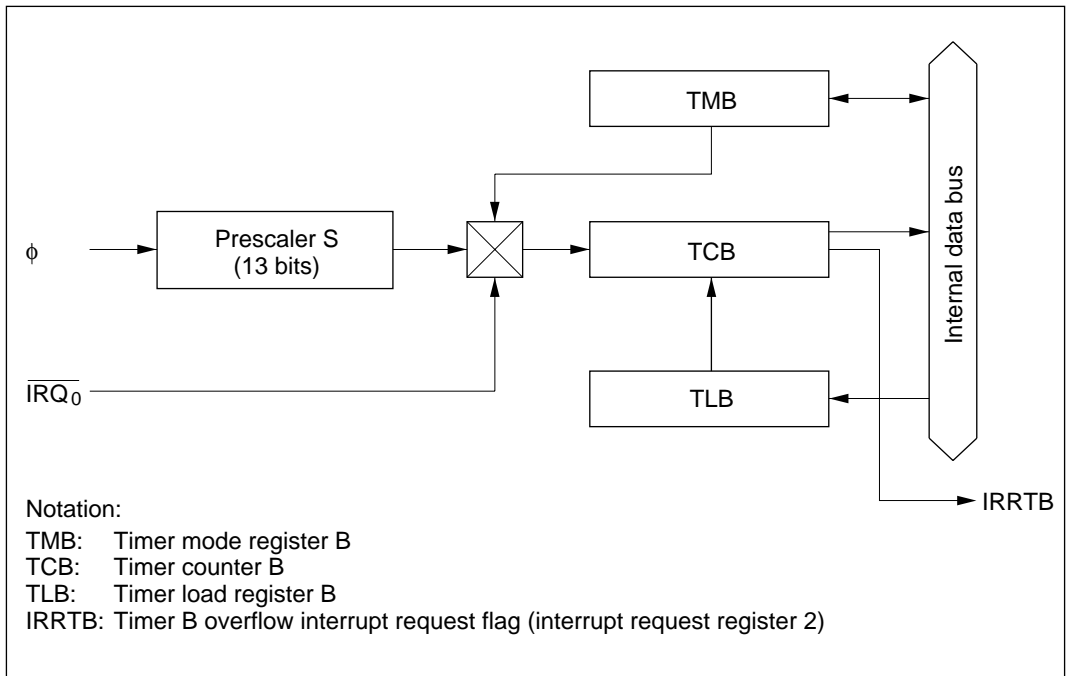 TMB
ϕ
Prescaler S
(13 bits)
TCB
Internal data bus
IRQ0
TLB
IRRTB
Notation:
TMB: Timer mode register B
TCB: Timer counter B
TLB: Timer load register B
IRRTB: Timer B overflow interrupt request flag (interrupt request register 2)